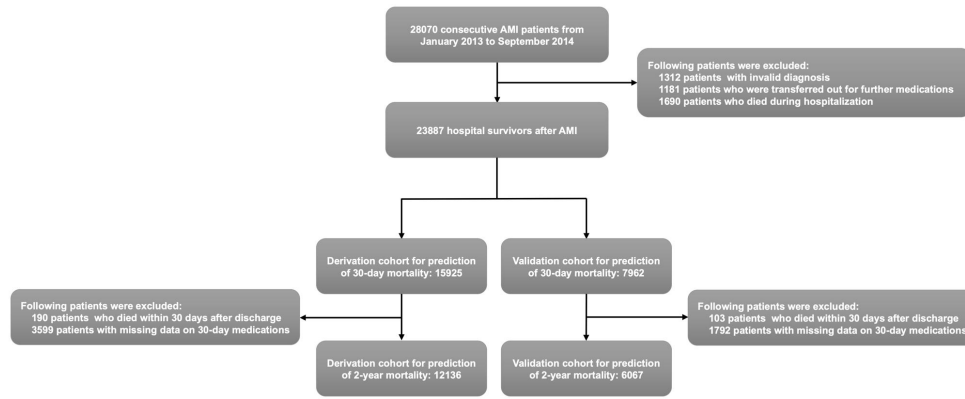 28070 consecutive AMI patients from
January 2013 to September 2014
Following patients were excluded:
1312 patients with invalid diagnosis
1181 patients who were transferred out for further medications
1690 patients who died during hospitalization
23887 hospital survivors after AMI
Derivation cohort for prediction
of 30-day mortality: 15925
Validation cohort for prediction
of 30-day mortality: 7962
Following patients were excluded:
190 patients who died within 30 days after discharge
3599 patients with missing data on 30-day medications
Following patients were excluded:
103 patients who died within 30 days after discharge
1792 patients with missing data on 30-day medications
Derivation cohort for prediction
of 2-year mortality: 12136
Validation cohort for prediction
of 2-year mortality: 6067